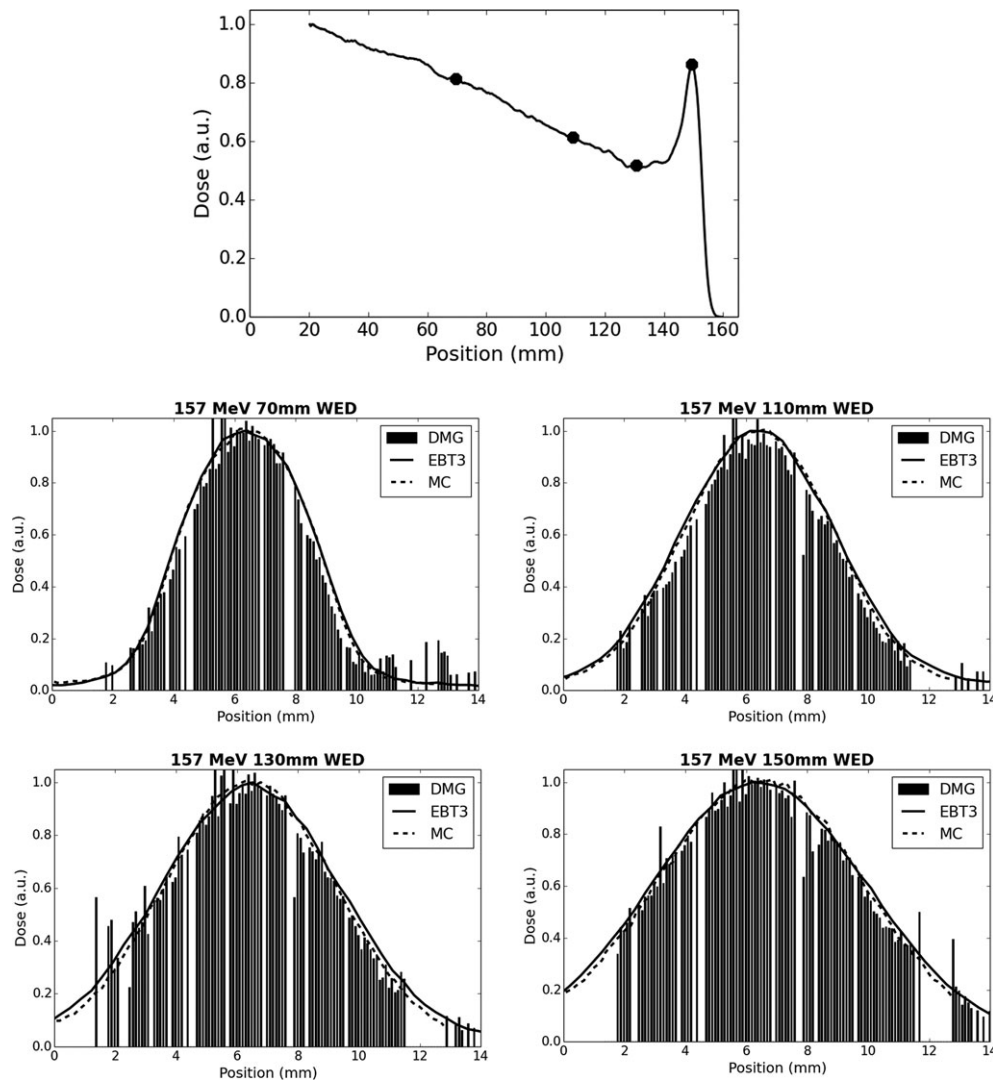 1.0
0.8
0.6
0.4
0.2
0.0
Dose (a.u.)
0 20 40 60 80 100 120 140 160
Position (mm)
157 MeV 70mm WED
1.0
0.8
0.6
0.4
0.2
0.0
Dose (a.u.)
DMG
EBT3
MC
0 2 4 6 8 10 12 14
Position (mm)
157 MeV 110mm WED
1.0
0.8
0.6
0.4
0.2
0.0
Dose (a.u.)
DMG
EBT3
MC
0 2 4 6 8 10 12 14
Position (mm)
157 MeV 130mm WED
1.0
0.8
0.6
0.4
0.2
0.0
Dose (a.u.)
DMG
EBT3
MC
0 2 4 6 8 10 12 14
Position (mm)
157 MeV 150mm WED
1.0
0.8
0.6
0.4
0.2
0.0
Dose (a.u.)
DMG
EBT3
MC
0 2 4 6 8 10 12 14
Position (mm)